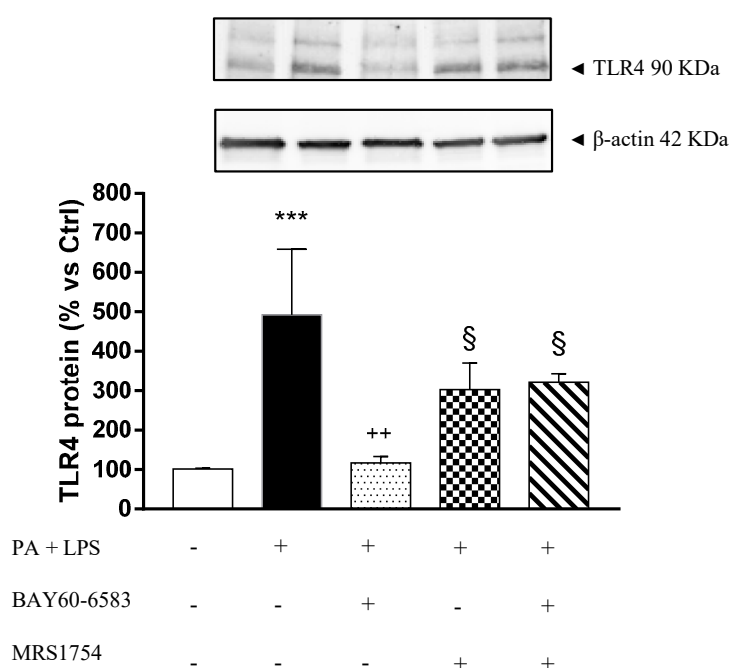 ◄ TLR4 90 KDa
◄ β-actin 42 KDa
TLR4 protein (% vs Ctrl)
800
700
600
500
400
300
200
100
0
***
++
§
§
PA + LPS - + + + +
BAY60-6583 - - + - +
MRS1754 - - - + +